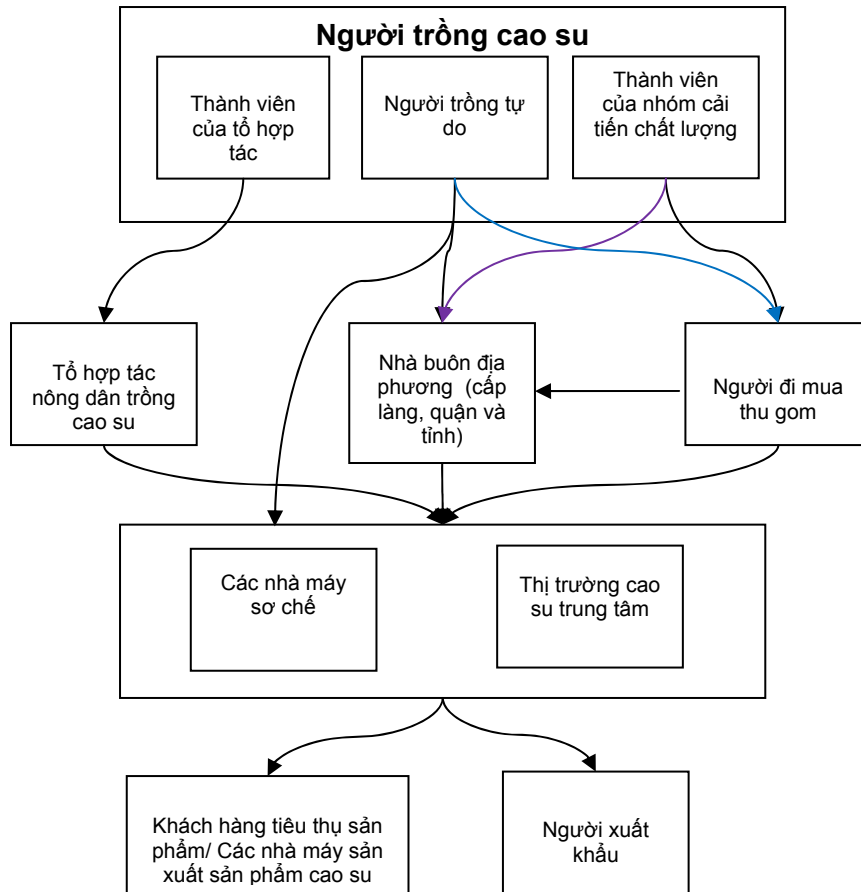 Người trồng cao su
Thành viên
của tổ hợp
tác
Người trồng tự
do
Thành viên
của nhóm cải
tiến chất lượng
Tổ hợp tác
nông dân trồng
cao su
Nhà buôn địa
phương (cấp
làng, quận và
tỉnh)
Người đi mua
thu gom
Các nhà máy
sơ chế
Thị trường cao
su trung tâm
Khách hàng tiêu thụ sản
phẩm/ Các nhà máy sản
xuất sản phẩm cao su
Người xuất
khẩu